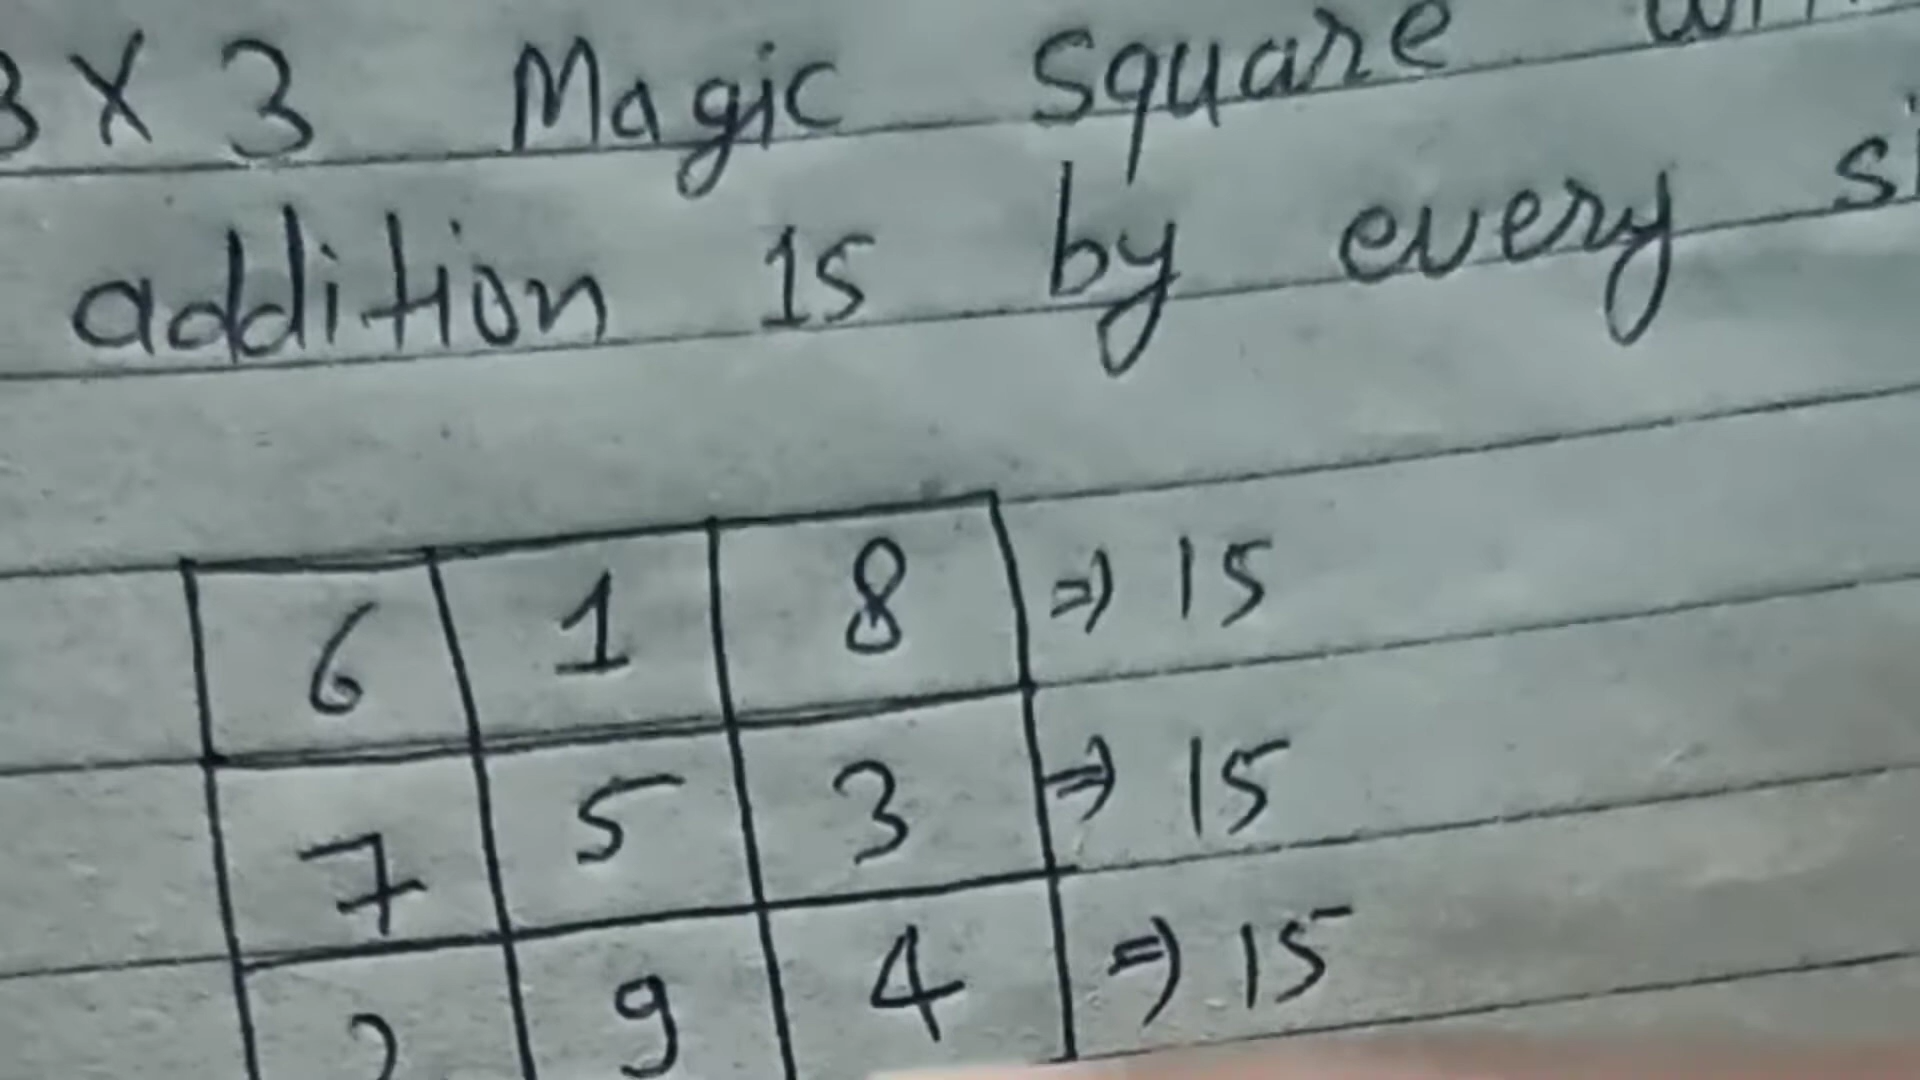 3 X 3 Magic Square
addition 15 by every
6 1 8 => 15
7 5 3 => 15
9 4 => 15